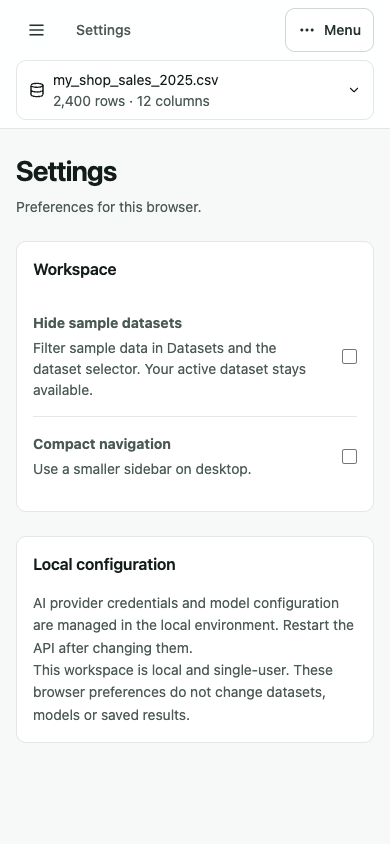 Settings
Menu
my_shop_sales_2025.csv
2,400 rows · 12 columns
Settings
Preferences for this browser.
Workspace
Hide sample datasets
Filter sample data in Datasets and the
dataset selector. Your active dataset stays
available.
Compact navigation
Use a smaller sidebar on desktop.
Local configuration
AI provider credentials and model configuration
are managed in the local environment. Restart the
API after changing them.
This workspace is local and single-user. These
browser preferences do not change datasets,
models or saved results.